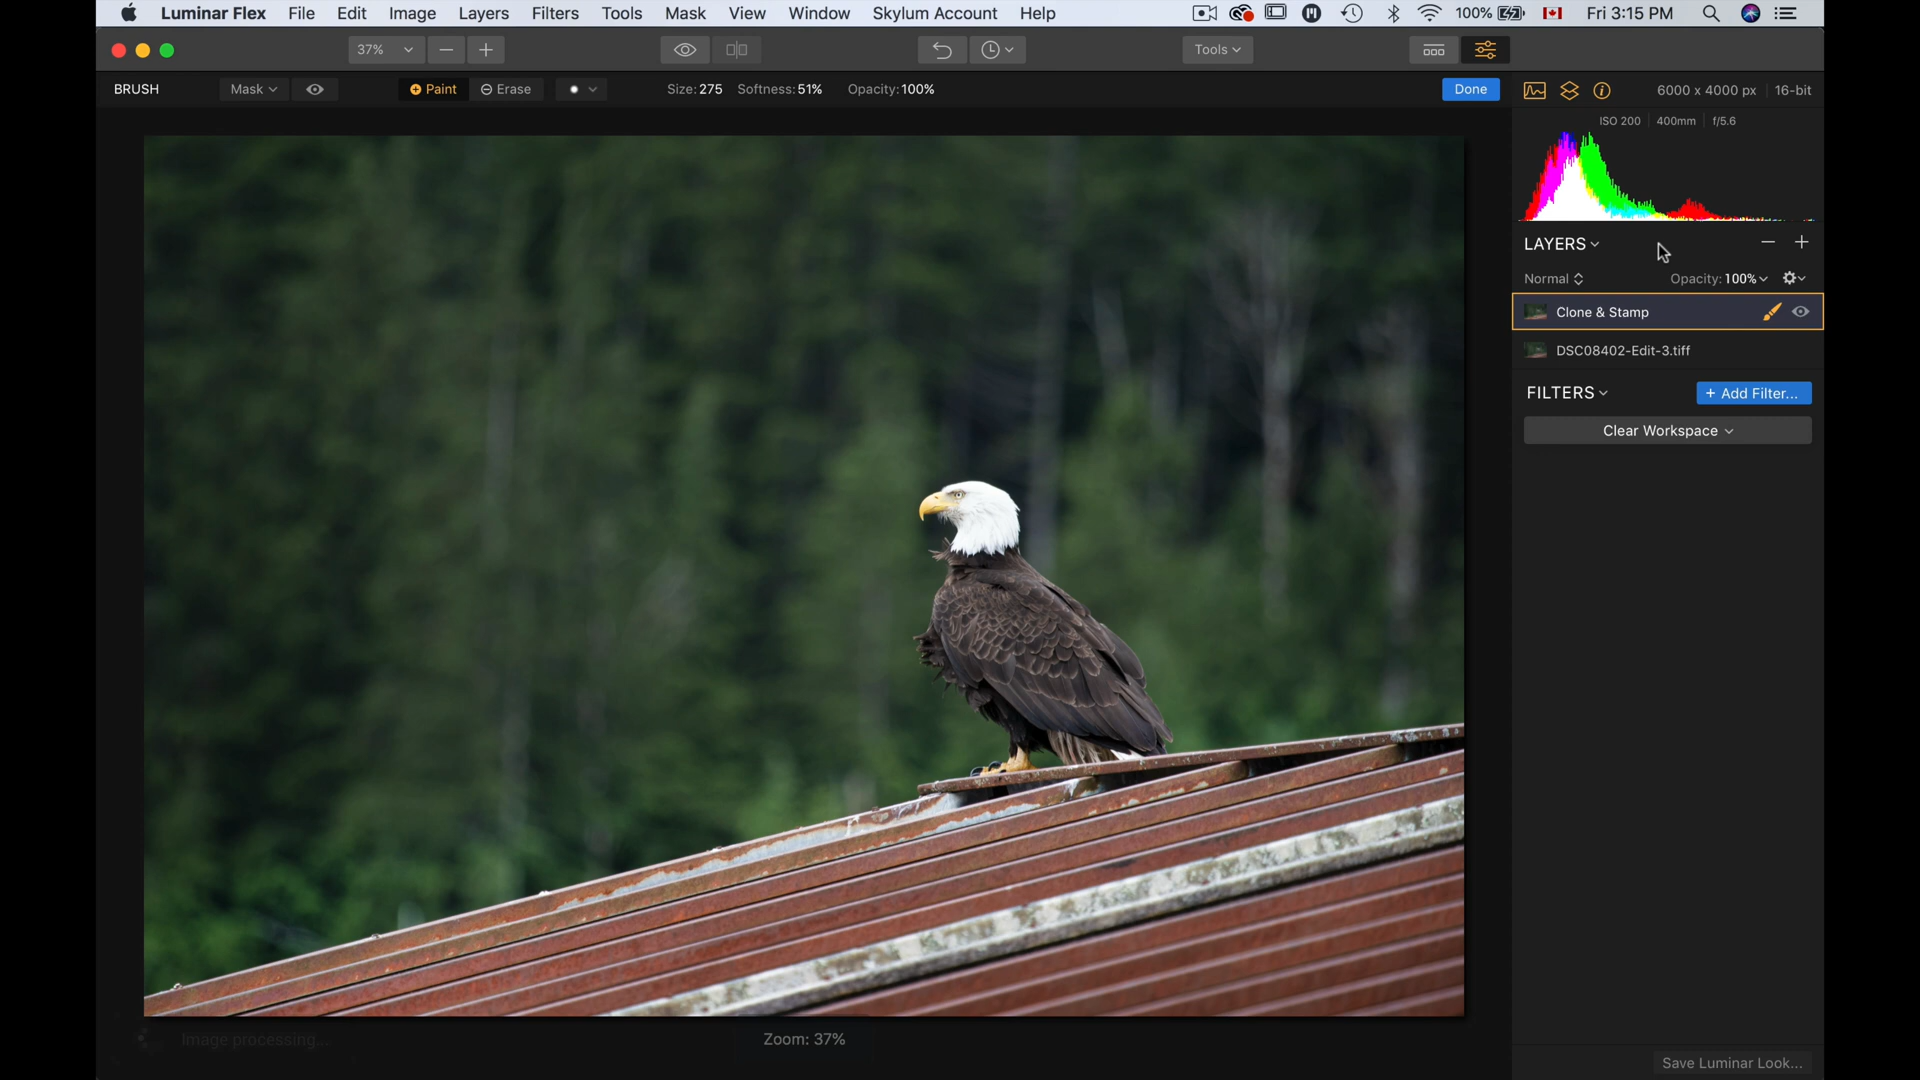 Luminar Flex File Edit Image Layers Filters Tools Mask View Window Skylum Account Help 100% Fri 3:15 PM
37% Tools
BRUSH Mask Paint Erase Size: 275 Softness: 51% Opacity: 100% Done 6000 x 4000 px 16-bit
ISO 200 400mm f/5.6
LAYERS
Normal Opacity: 100%
Clone & Stamp
DSC08402-Edit-3.tiff
FILTERS + Add Filter...
Clear Workspace
Image processing...
Zoom: 37%
Save Luminar Look...